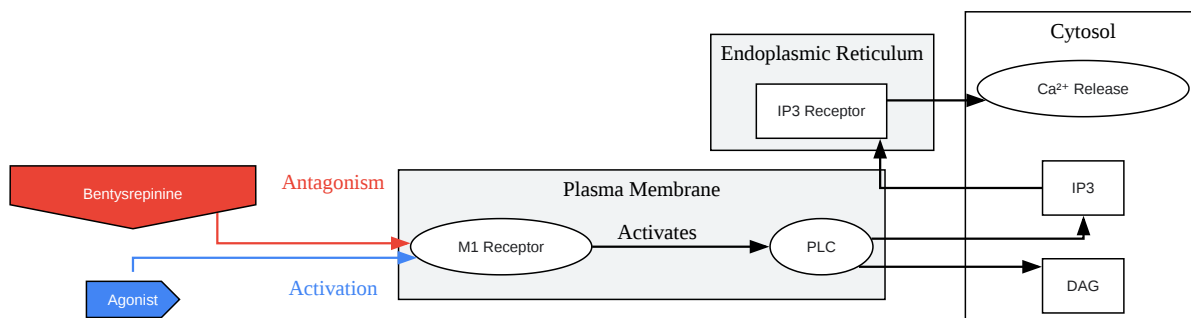 Cytosol
Endoplasmic Reticulum
Ca²⁺ Release
IP3 Receptor
Bentysrepinine
Antagonism
Plasma Membrane
IP3
M1 Receptor
Activates
PLC
Agonist
Activation
DAG